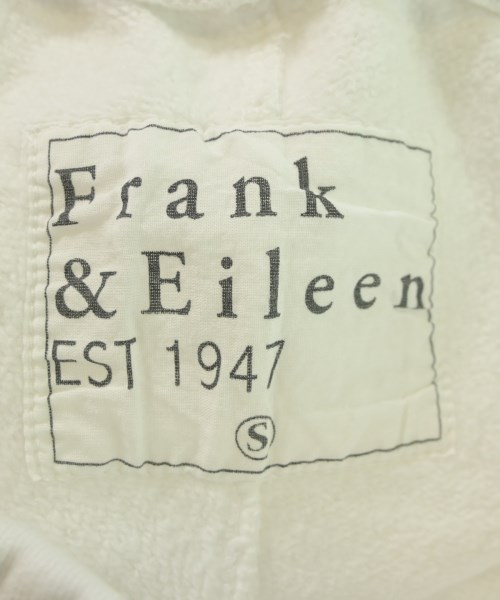 Frank
& Eileen
EST 1947
S